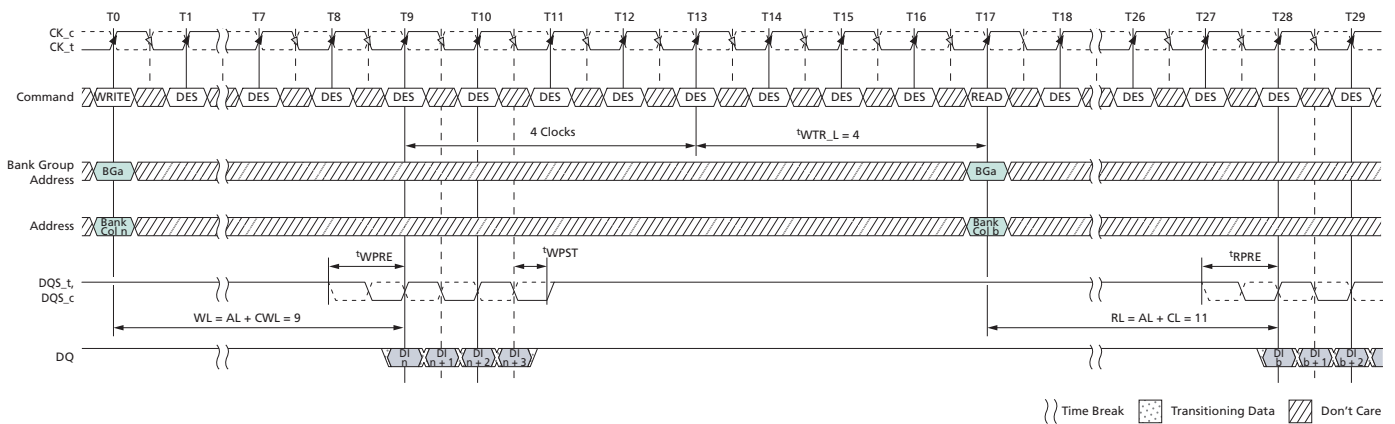 T0 T1 T7 T8 T9 T10 T11 T12 T13 T14 T15 T16 T17 T18 T26 T27 T28 T29
CK_c
CK_t
Command WRITE DES DES DES DES DES DES DES DES DES DES DES READ DES DES DES DES DES
4 Clocks tWTR_L = 4
Bank Group
Address
BGa BGa
Address
Bank
Col n
Bank
Col b
tWPRE tWPST tRPRE
DQS_t,
DQS_c
WL = AL + CWL = 9 RL = AL + CL = 11
DQ
DI
n
DI
n + 1
DI
n + 2
DI
n + 3
DI
b
DI
b + 1
DI
b + 2
Time Break Transitioning Data Don't Care